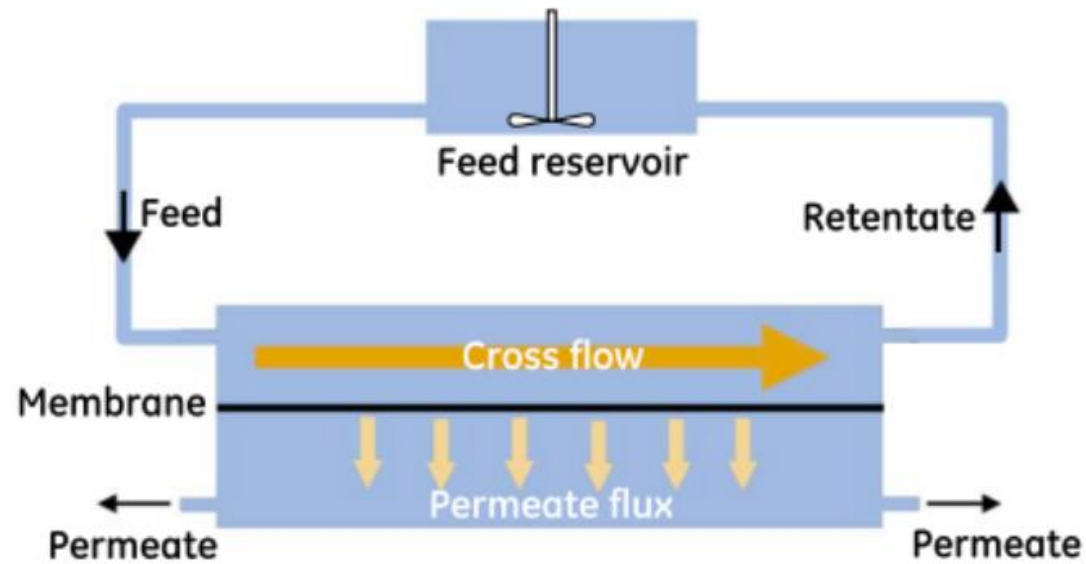 Feed reservoir
Feed
Retentate
Cross flow
Membrane
Permeate flux
Permeate
Permeate